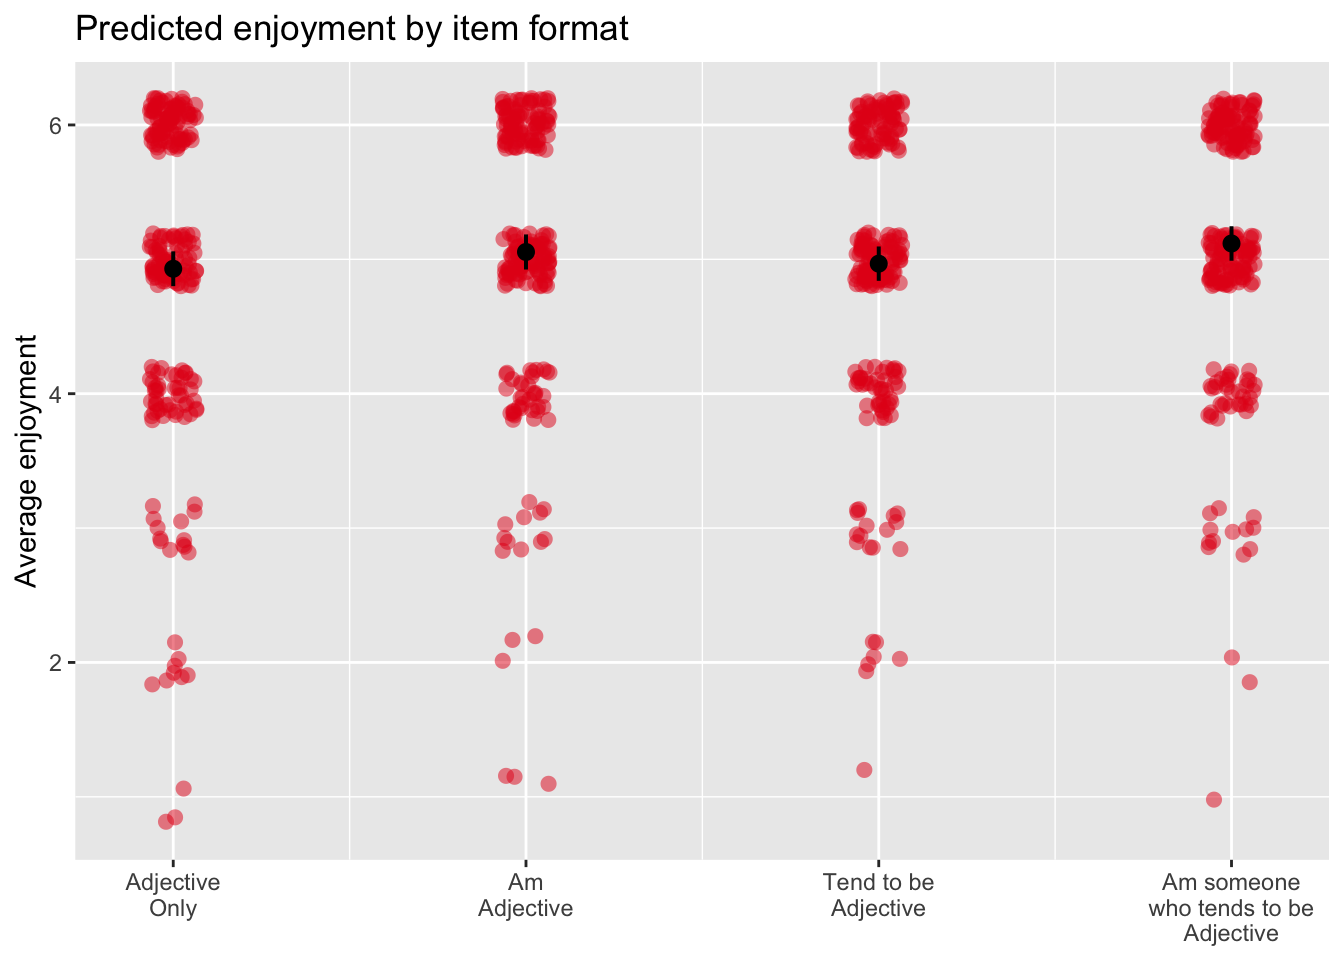 Predicted enjoyment by item format
Average enjoyment
6
4
2
Adjective
Only
Am
Adjective
Tend to be
Adjective
Am someone
who tends to be
Adjective